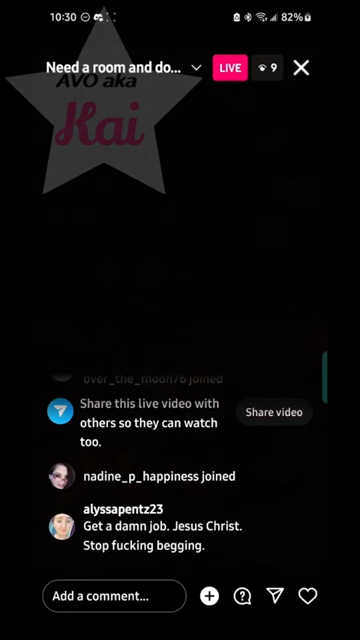 10:30
82%
Need a room and do...
LIVE
9
AVO aka
Kai
over_the_moon76 joined
Share this live video with
others so they can watch
too.
Share video
nadine_p_happiness joined
alyssapentz23
Get a damn job. Jesus Christ.
Stop fucking begging.
Add a comment...